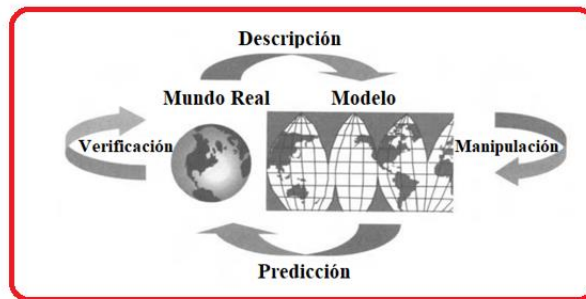 Descripción
Mundo Real
Modelo
Verificación
Manipulación
Predicción